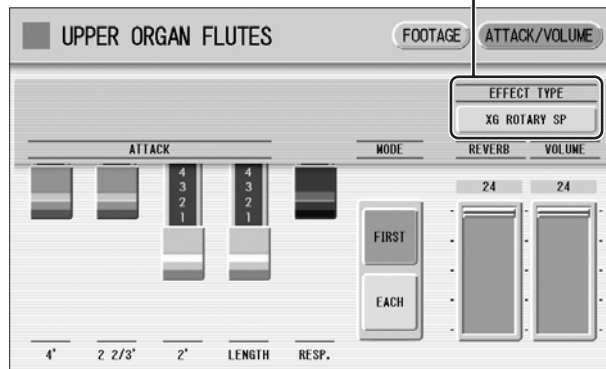 UPPER ORGAN FLUTES
FOOTAGE
ATTACK/VOLUME
EFFECT TYPE
XG ROTARY SP
ATTACK
MODE
REVERB
VOLUME
4
3
2
1
4
3
2
1
24
24
FIRST
EACH
4'
2 2/3'
2'
LENGTH
RESP.